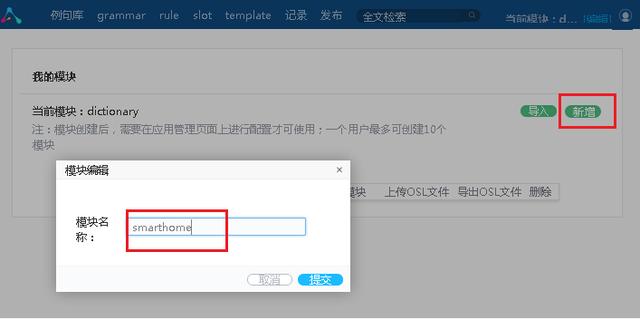 例句库 grammar rule slot template 记录 发布 全文检索 当前模块：d... [编辑]
我的模块
当前模块：dictionary 导入 新增
注：模块创建后，需要在应用管理页面上进行配置才可使用；一个用户最多可创建10个
模块
模块编辑 ×
模块 上传OSL文件 导出OSL文件 删除
模块名
称：
smarthome
取消 提交